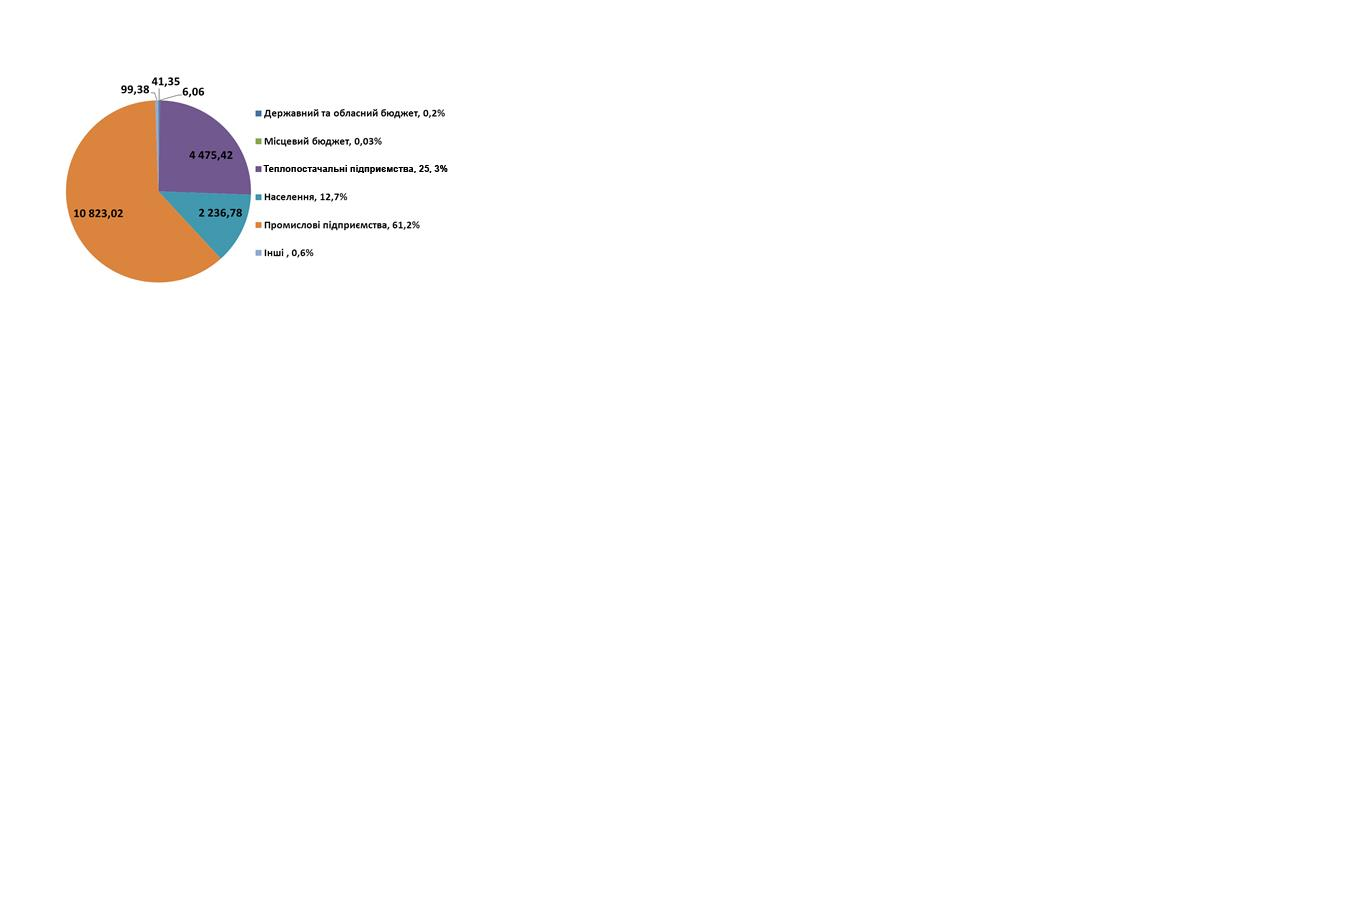 41,35
99,38
6,06
4 475,42
10 823,02
2 236,78
Державний та обласний бюджет, 0,2%
Місцевий бюджет, 0,03%
Теплопостачальні підприємства, 25, 3%
Населення, 12,7%
Промислові підприємства, 61,2%
Інші , 0,6%